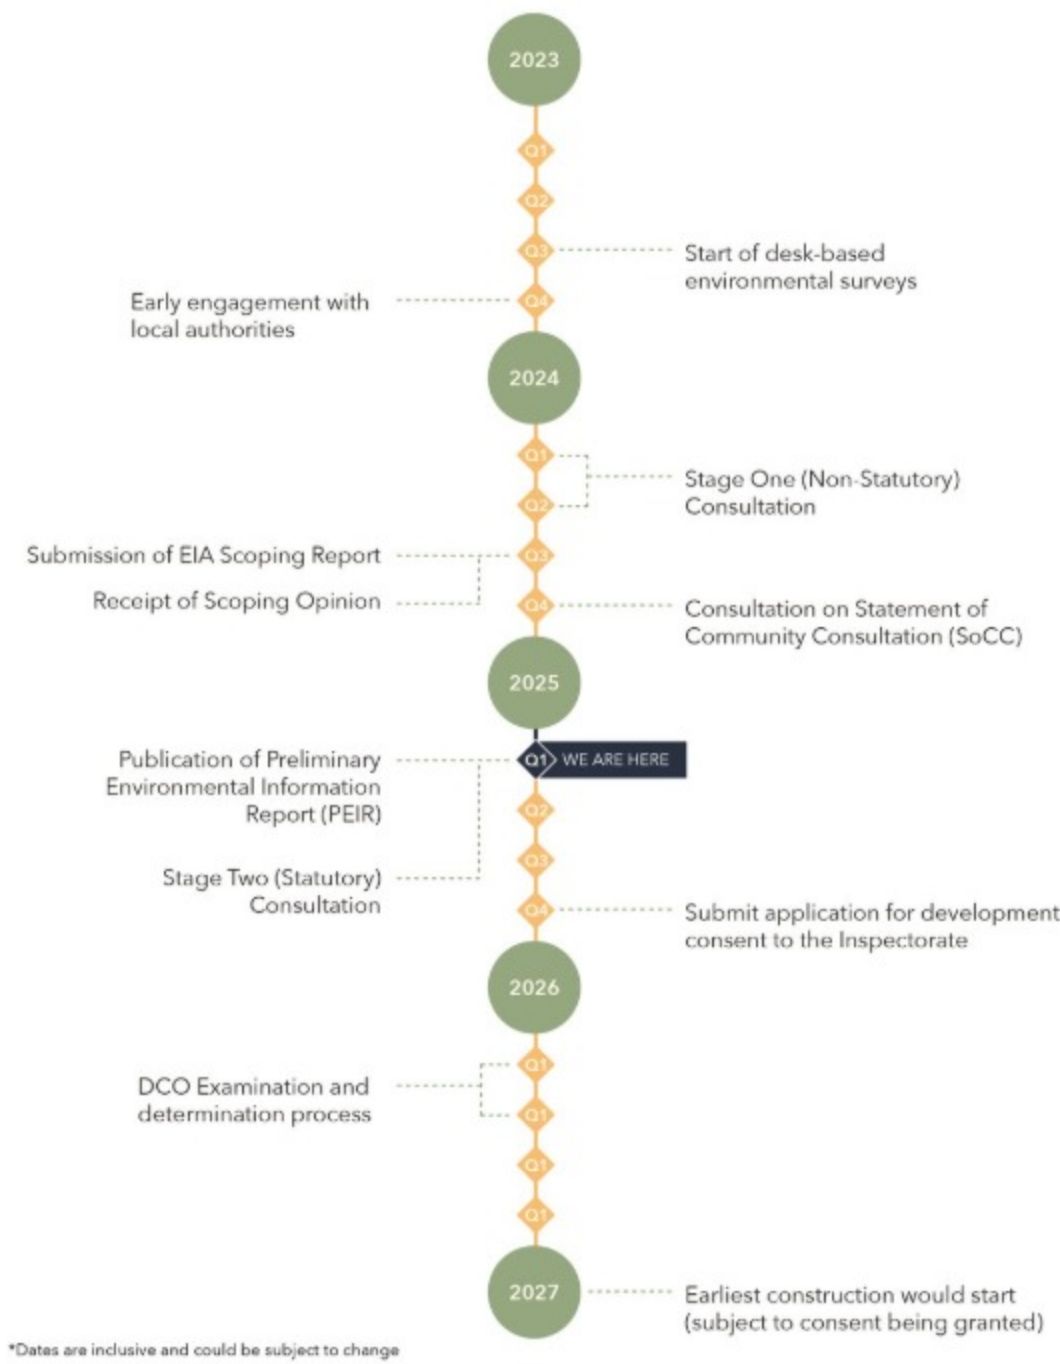 2023
Q1
Q2
Q3
Start of desk-based
environmental surveys
Early engagement with
local authorities
Q4
2024
Q1
Stage One (Non-Statutory)
Consultation
Q2
Submission of EIA Scoping Report
Q3
Receipt of Scoping Opinion
Q4
Consultation on Statement of
Community Consultation (SoCC)
2025
Publication of Preliminary
Environmental Information
Report (PEIR)
Q1 WE ARE HERE
Q2
Q3
Stage Two (Statutory)
Consultation
Q4
Submit application for development
consent to the Inspectorate
2026
Q1
DCO Examination and
determination process
Q1
Q1
Q1
2027
Earliest construction would start
(subject to consent being granted)
*Dates are inclusive and could be subject to change